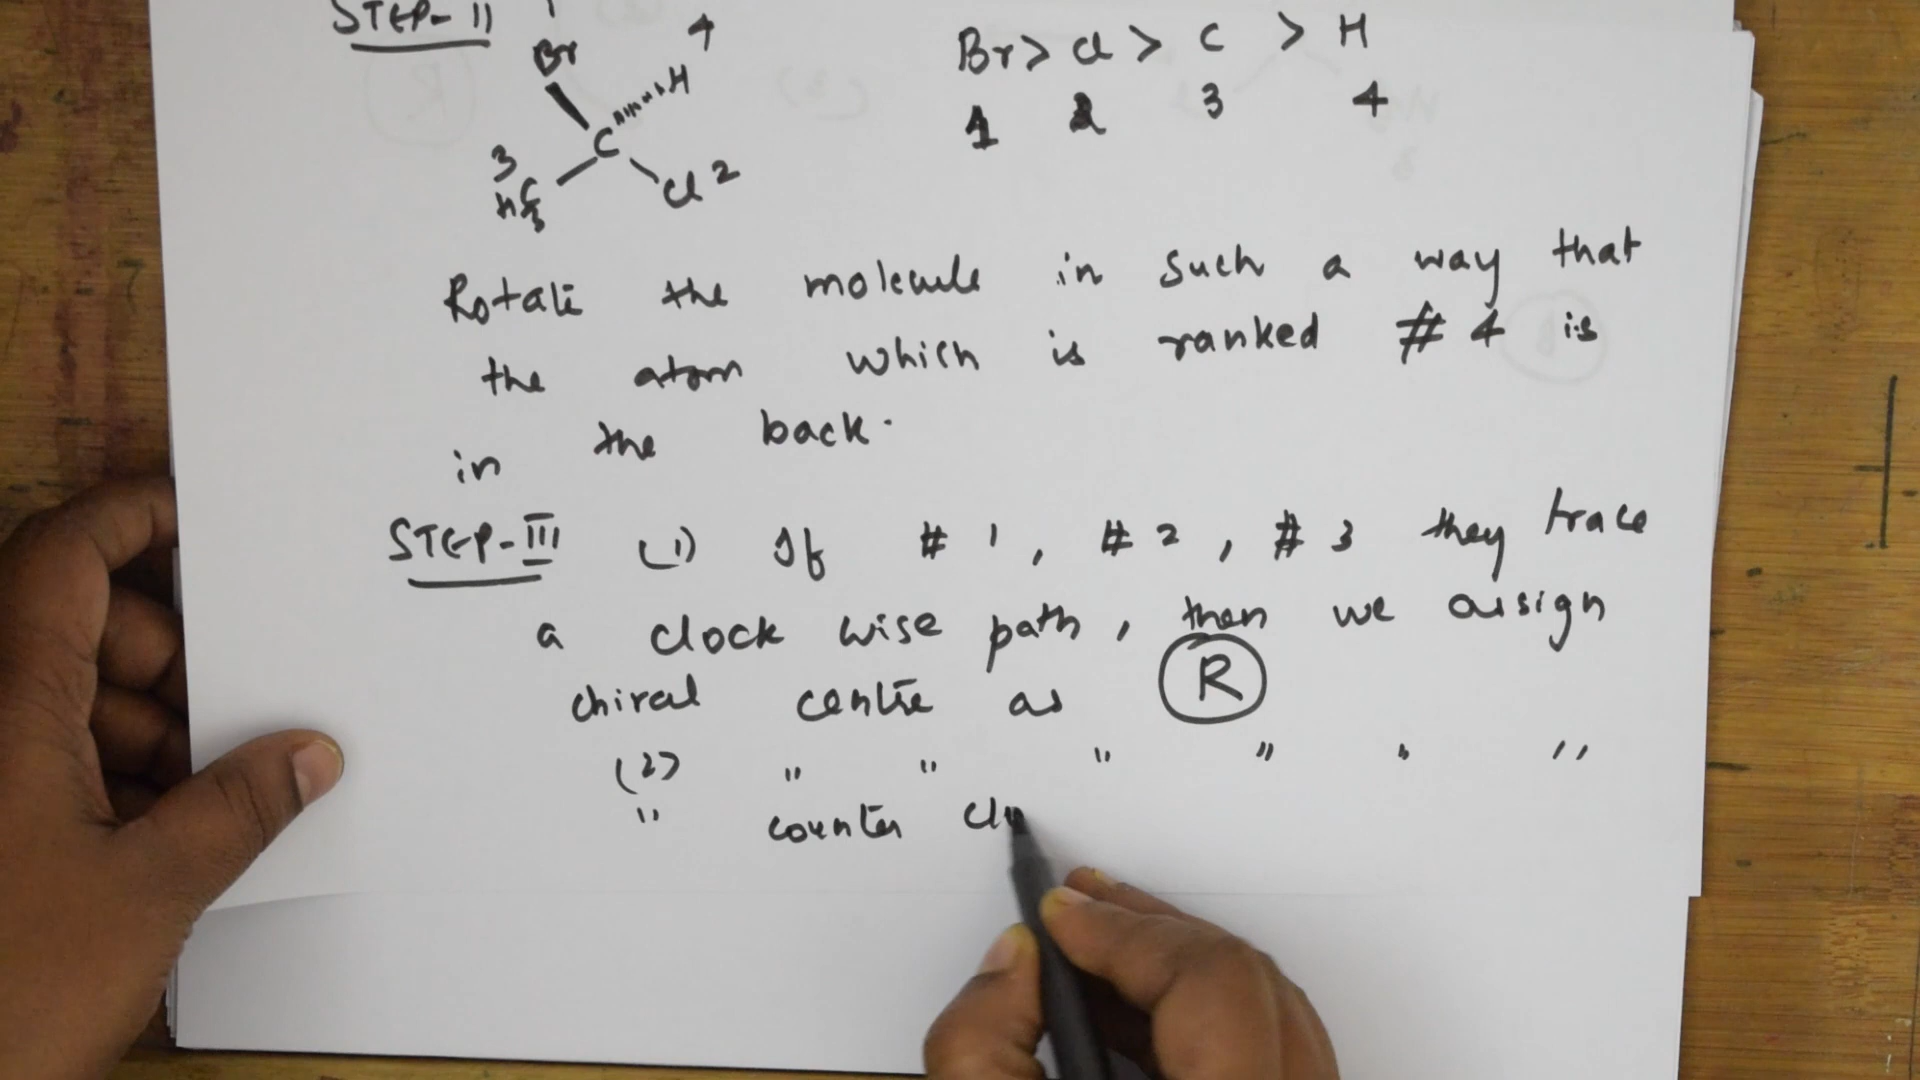 STEP-II
1
Br 4
H
C
3
H3C
Cl 2
Br > Cl > C > H
1 2 3 4
Rotate the molecule in such a way that
the atom which is ranked #4 is
in the back.
STEP-III (1) If #1, #2, #3 they trace
a clock wise path, then we assign
chiral centre as R
(2) " " " " " "
" counter clo